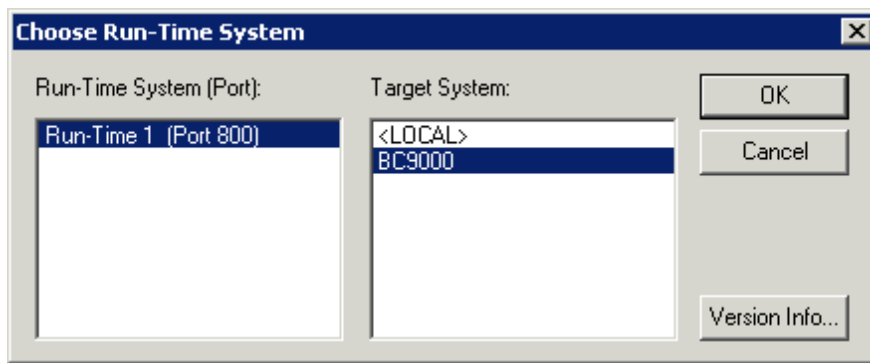 Choose Run-Time System
Run-Time System (Port):
Run-Time 1 (Port 800)
Target System:
<LOCAL>
BC9000
OK
Cancel
Version Info...